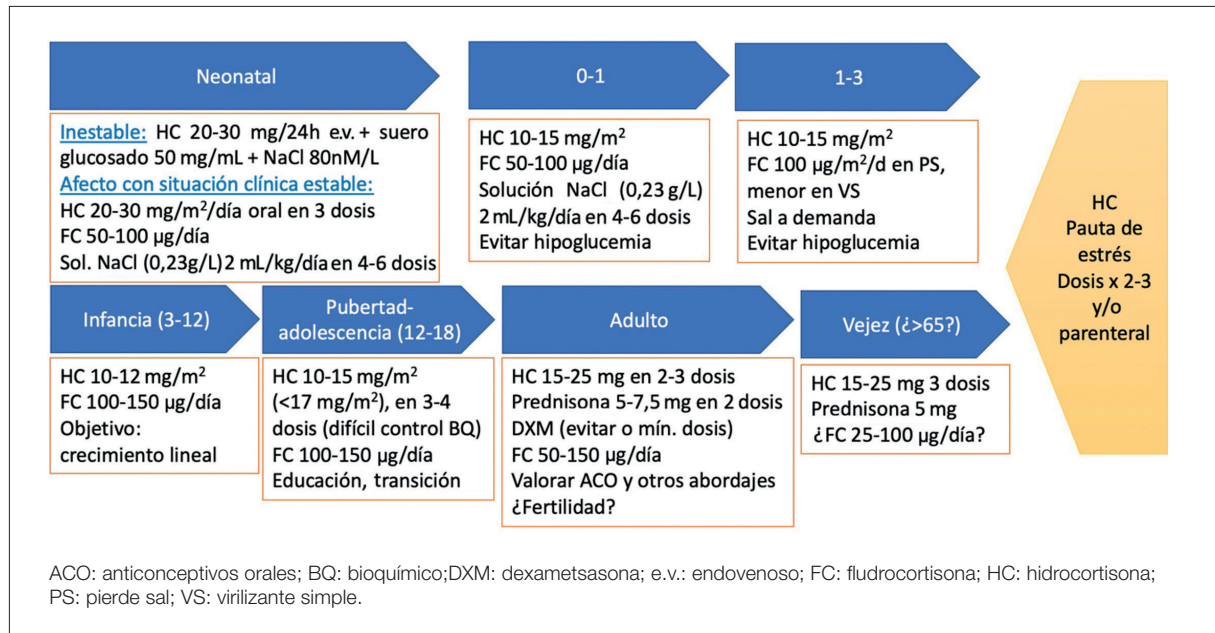 Neonatal
Inestable: HC 20-30 mg/24h e.v. + suero
glucosado 50 mg/mL + NaCl 80nM/L
Afecto con situación clínica estable:
HC 20-30 mg/m²/día oral en 3 dosis
FC 50-100 µg/día
Sol. NaCl (0,23g/L) 2 mL/kg/día en 4-6 dosis
0-1
HC 10-15 mg/m²
FC 50-100 µg/día
Solución NaCl (0,23 g/L)
2 mL/kg/día en 4-6 dosis
Evitar hipoglucemia
1-3
HC 10-15 mg/m²
FC 100 µg/m²/d en PS,
menor en VS
Sal a demanda
Evitar hipoglucemia
Infancia (3-12)
HC 10-12 mg/m²
FC 100-150 µg/día
Objetivo:
crecimiento lineal
Pubertad-
adolescencia (12-18)
HC 10-15 mg/m²
(<17 mg/m²), en 3-4
dosis (difícil control BQ)
FC 100-150 µg/día
Educación, transición
Adulto
HC 15-25 mg en 2-3 dosis
Prednisona 5-7,5 mg en 2 dosis
DXM (evitar o mín. dosis)
FC 50-150 µg/día
Valorar ACO y otros abordajes
¿Fertilidad?
Vejez (¿>65?)
HC 15-25 mg 3 dosis
Prednisona 5 mg
¿FC 25-100 µg/día?
HC
Pauta de
estrés
Dosis x 2-3
y/o
parenteral
ACO: anticonceptivos orales; BQ: bioquímico;DXM: dexametsasona; e.v.: endovenoso; FC: fludrocortisona; HC: hidrocortisona;
PS: pierde sal; VS: virilizante simple.